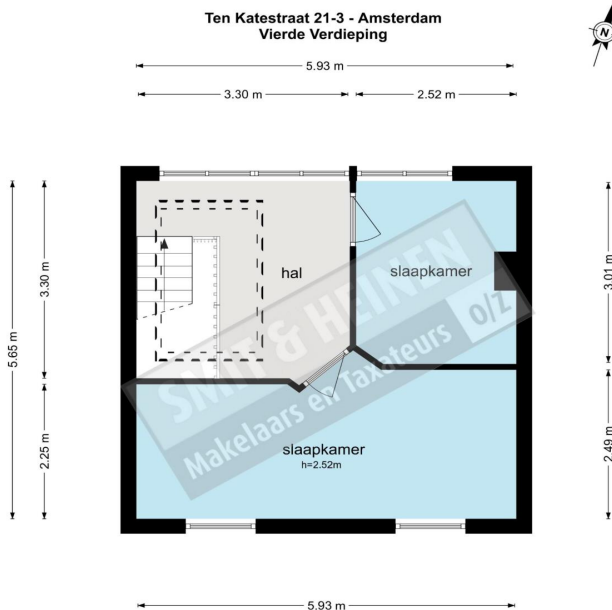 Ten Katestraat 21-3 - Amsterdam
Vierde Verdieping
N
5.93 m
3.30 m
2.52 m
5.65 m
3.30 m
2.25 m
3.01 m
2.49 m
hal
slaapkamer
slaapkamer
h=2.52m
SMIT & HEINEN
Makelaars en Taxateurs o/z
5.93 m